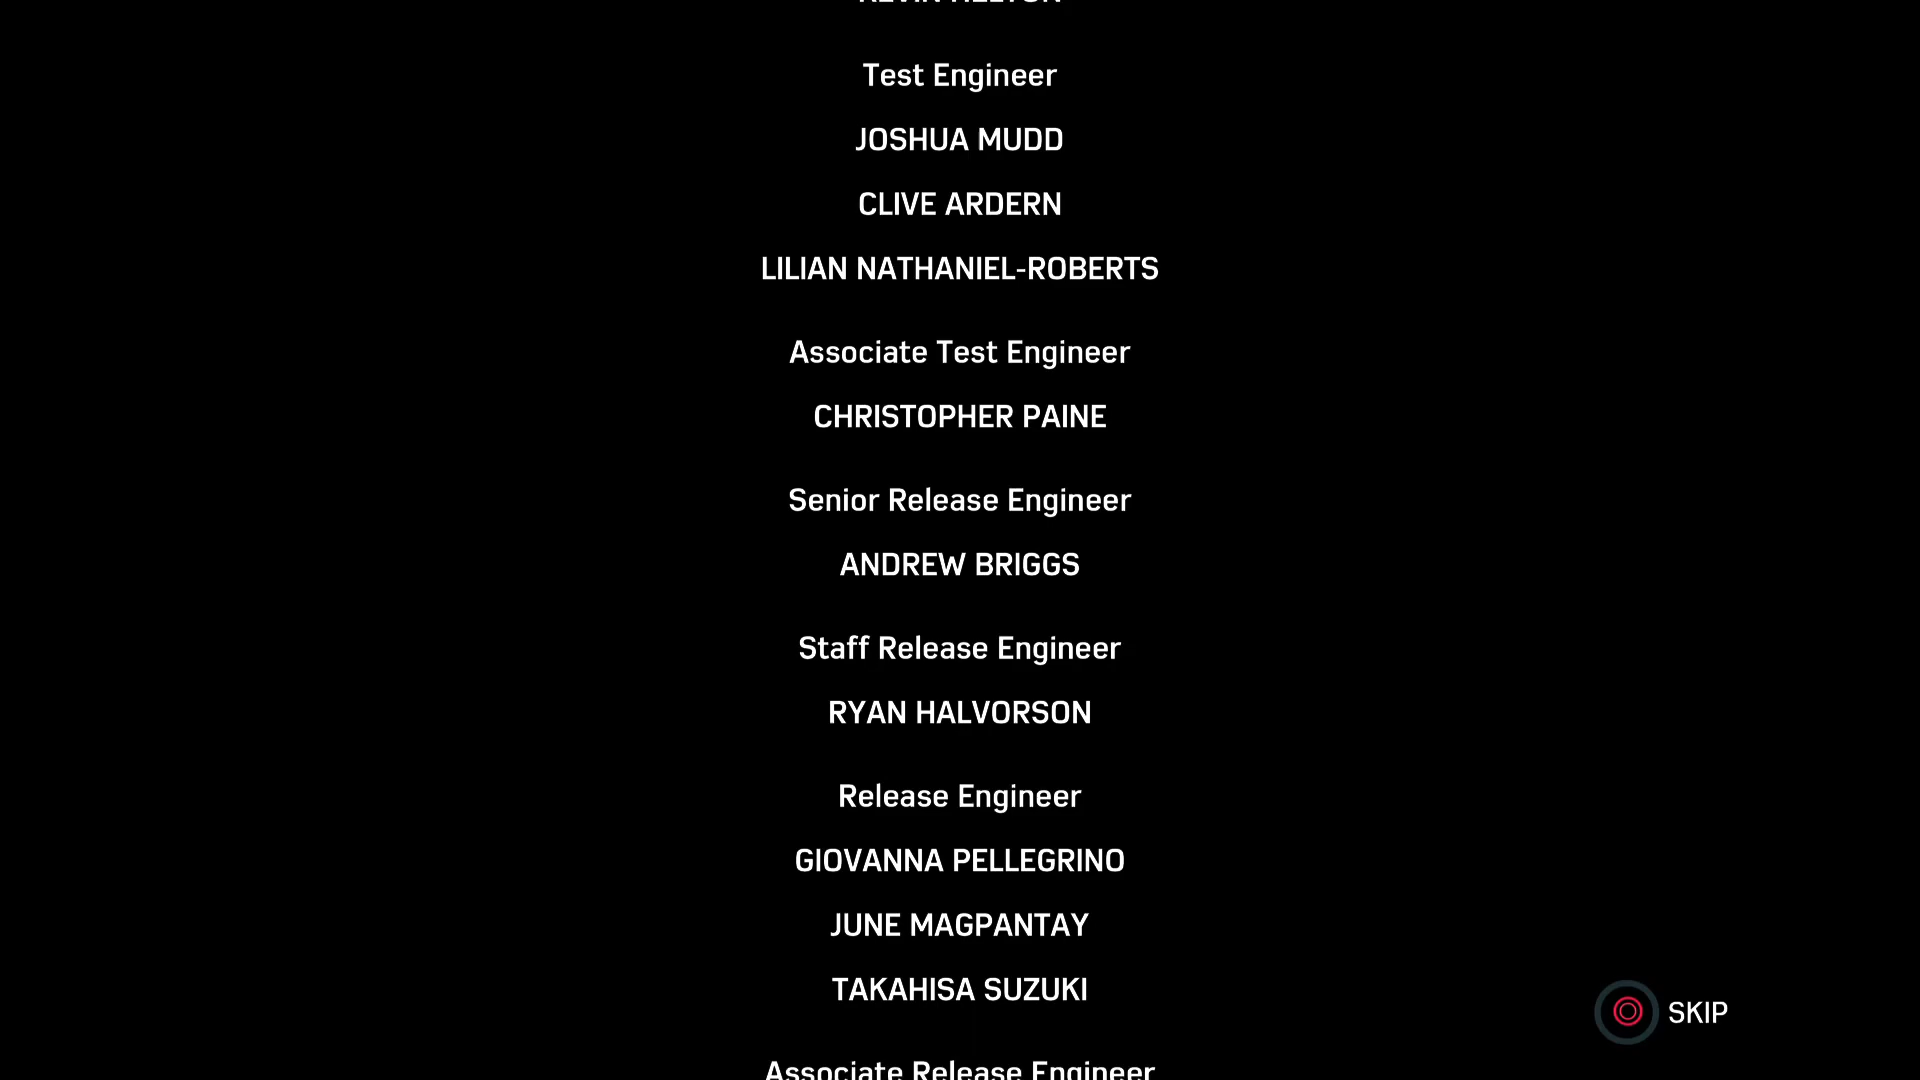 Test Engineer
JOSHUA MUDD
CLIVE ARDERN
LILIAN NATHANIEL-ROBERTS
Associate Test Engineer
CHRISTOPHER PAINE
Senior Release Engineer
ANDREW BRIGGS
Staff Release Engineer
RYAN HALVORSON
Release Engineer
GIOVANNA PELLEGRINO
JUNE MAGPANTAY
TAKAHISA SUZUKI
SKIP
Associate Release Engineer